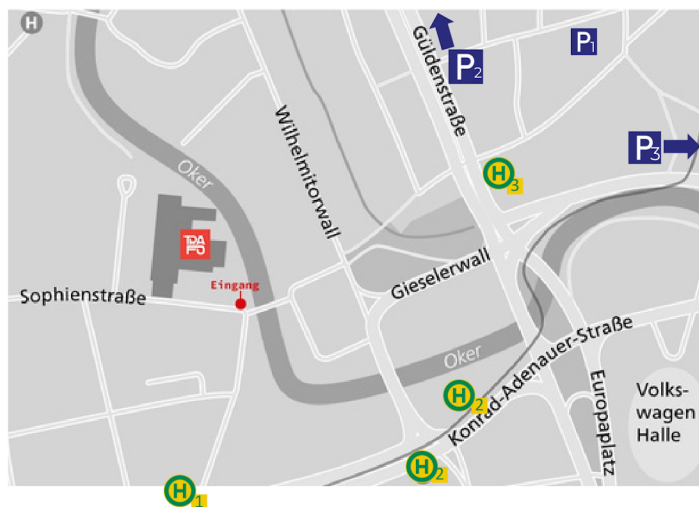 H
Güldenstraße
P2
P1
P3
Wilhelmitorwall
Oker
H3
TRAFO
Eingang
Sophienstraße
Gieselerwall
Oker
Konrad-Adenauer-Straße
Europaplatz
Volks-
wagen
Halle
H2
H2
H1